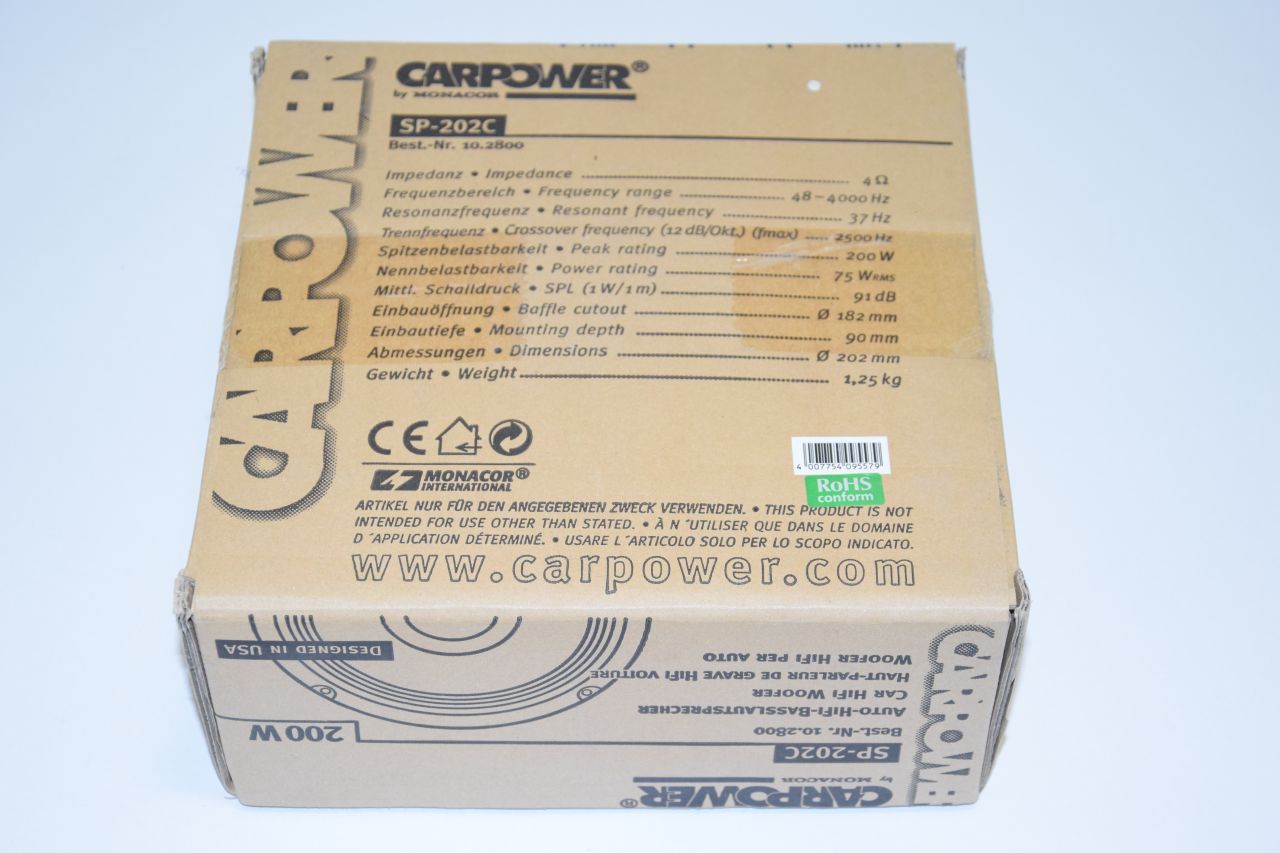 CARPOWER
CARPOWER®
by MONACOR
SP-202C
Best.-Nr. 10.2800
Impedanz • Impedance 4 Ω
Frequenzbereich • Frequency range 48 – 4000 Hz
Resonanzfrequenz • Resonant frequency 37 Hz
Trennfrequenz • Crossover frequency (12 dB/Okt.) (fmax) 2500 Hz
Spitzenbelastbarkeit • Peak rating 200 W
Nennbelastbarkeit • Power rating 75 WRMS
Mittl. Schalldruck • SPL (1 W/1 m) 91 dB
Einbauöffnung • Baffle cutout Ø 182 mm
Einbautiefe • Mounting depth 90 mm
Abmessungen • Dimensions Ø 202 mm
Gewicht • Weight 1,25 kg
CE
MONACOR®
INTERNATIONAL
4 007754 095579
RoHS
conform
ARTIKEL NUR FÜR DEN ANGEGEBENEN ZWECK VERWENDEN. • THIS PRODUCT IS NOT
INTENDED FOR USE OTHER THAN STATED. • À N ´UTILISER QUE DANS LE DOMAINE
D ´APPLICATION DÉTERMINÉ. • USARE L ´ARTICOLO SOLO PER LO SCOPO INDICATO.
www.carpower.com
CARPOWER
CARPOWER®
by MONACOR
SP-202C
Best.-Nr. 10.2800
AUTO-HIFI-BASSLAUTSPRECHER
CAR HIFI WOOFER
HAUT-PARLEUR DE GRAVE HIFI VOITURE
WOOFER HIFI PER AUTO
200 W
DESIGNED IN USA